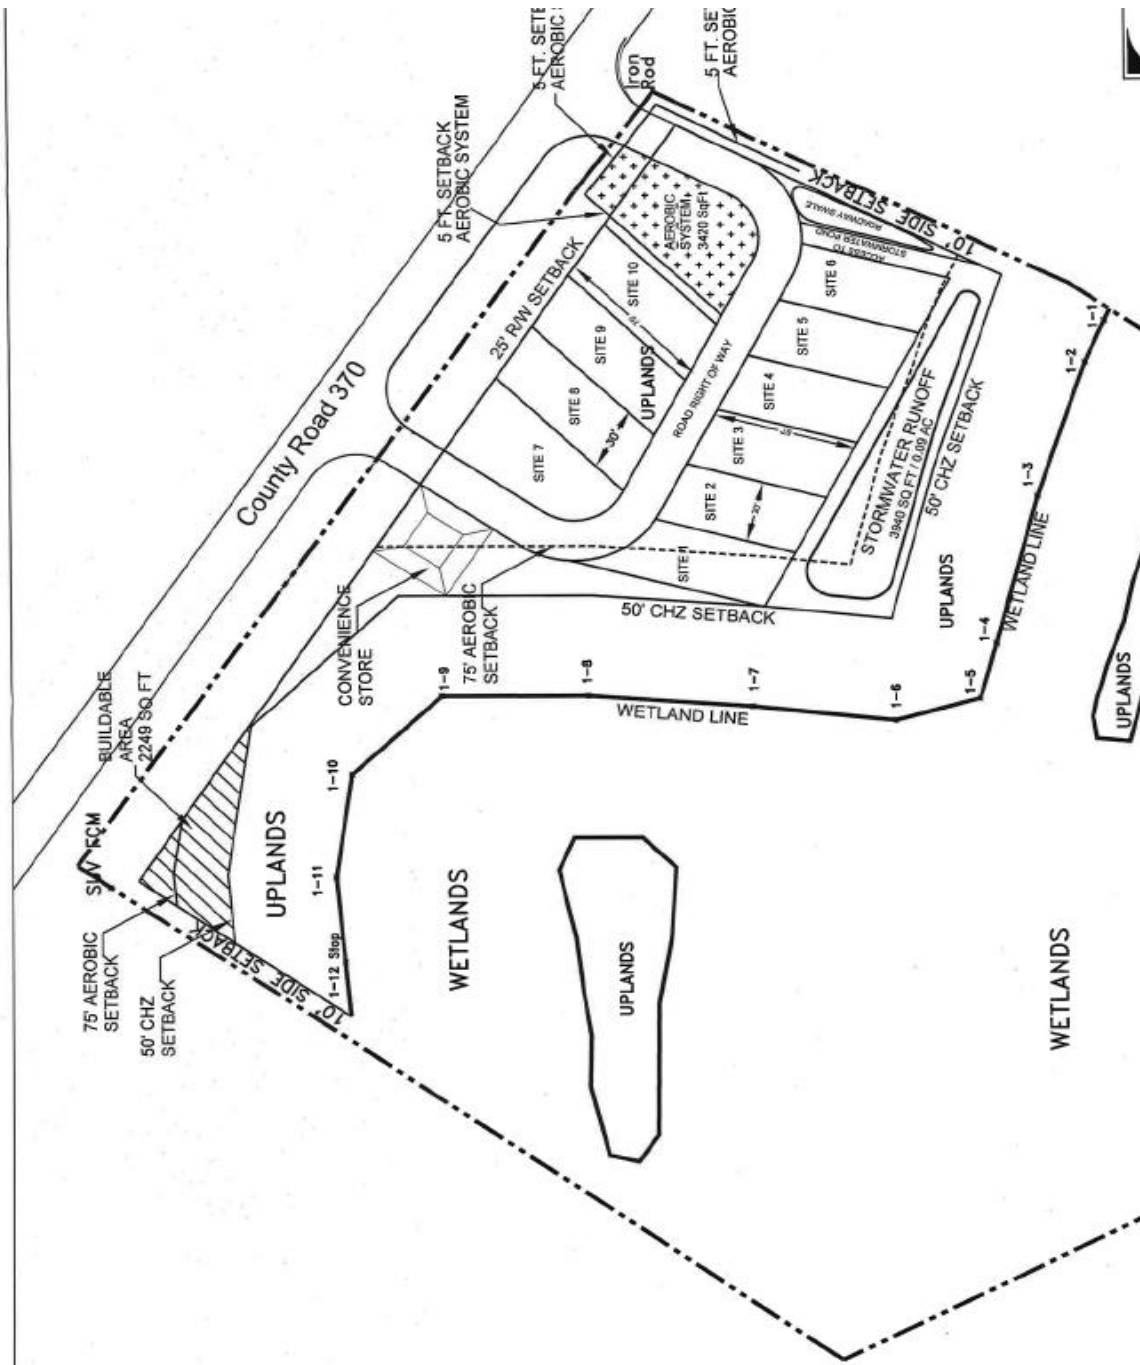 5 FT. SETB
AEROBIC S
5 FT. SET
AEROBIC
Iron
Rod
5 FT. SETBACK
AEROBIC SYSTEM
County Road 370
25' R/W SETBACK
AEROBIC
SYSTEM
3420 SqFt
10' SIDE SETBACK
ROADWAY SWALE
ACCESS TO
STORMWATER POND
SITE 10
SITE 9
SITE 8
SITE 7
30'
UPLANDS
ROAD RIGHT OF WAY
SITE 6
SITE 5
SITE 4
SITE 3
SITE 2
SITE 1
STORMWATER RUNOFF
3940 SQ FT / 0.09 AC
50' CHZ SETBACK
1-1
1-2
1-3
WETLAND LINE
1-4
1-5
UPLANDS
UPLANDS
CONVENIENCE
STORE
75' AEROBIC
SETBACK
50' CHZ SETBACK
1-9
1-8
1-7
1-6
WETLAND LINE
BUILDABLE
AREA
2249 SQ FT
FCM
UPLANDS
1-10
1-11
1-12 Stop
10' SIDE SETBACK
75' AEROBIC
SETBACK
50' CHZ
SETBACK
WETLANDS
UPLANDS
WETLANDS